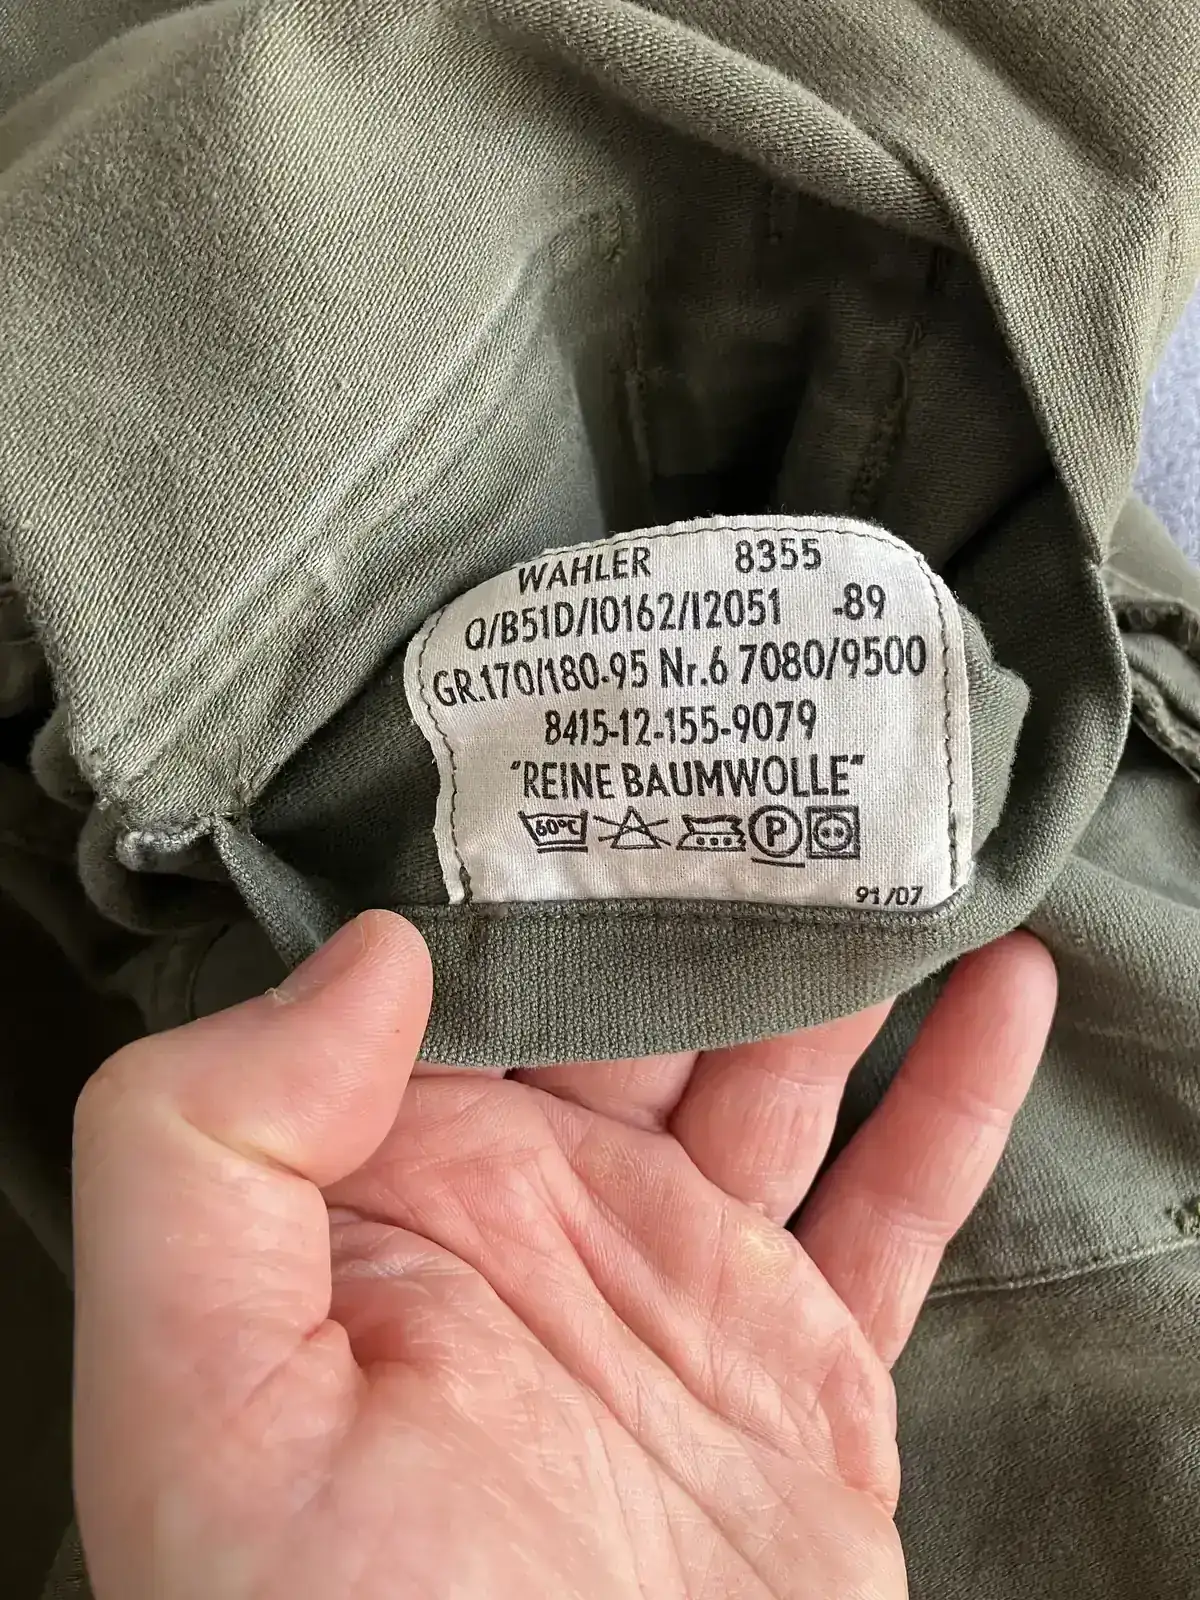 WAHLER 8355
Q/B51D/I0162/I2051 -89
GR.170/180-95 Nr.6 7080/9500
8415-12-155-9079
"REINE BAUMWOLLE"
60°C P
91/07